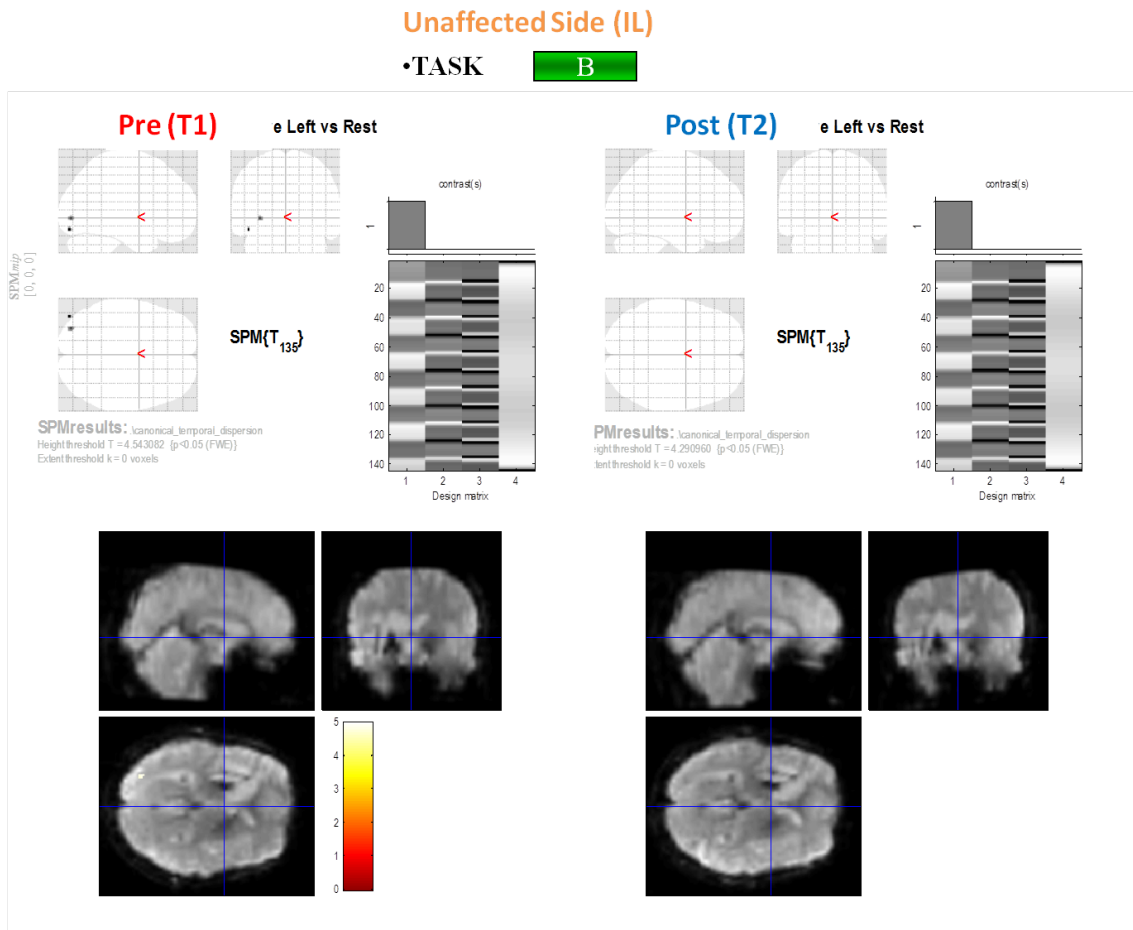 Unaffected Side (IL)
•TASK B
Pre (T1)
e Left vs Rest
contrast(s)
1
SPMmip
[0, 0, 0]
20
40
60
80
100
120
140
1 2 3 4
Design matrix
SPM{T135}
SPMresults: .\canonical_temporal_dispersion
Height threshold T = 4.543082 {p<0.05 (FWE)}
Extent threshold k = 0 voxels
Post (T2)
e Left vs Rest
contrast(s)
1
20
40
60
80
100
120
140
1 2 3 4
Design matrix
SPM{T135}
PMresults: .\canonical_temporal_dispersion
eight threshold T = 4.290960 {p<0.05 (FWE)}
xtent threshold k = 0 voxels
5
4
3
2
1
0